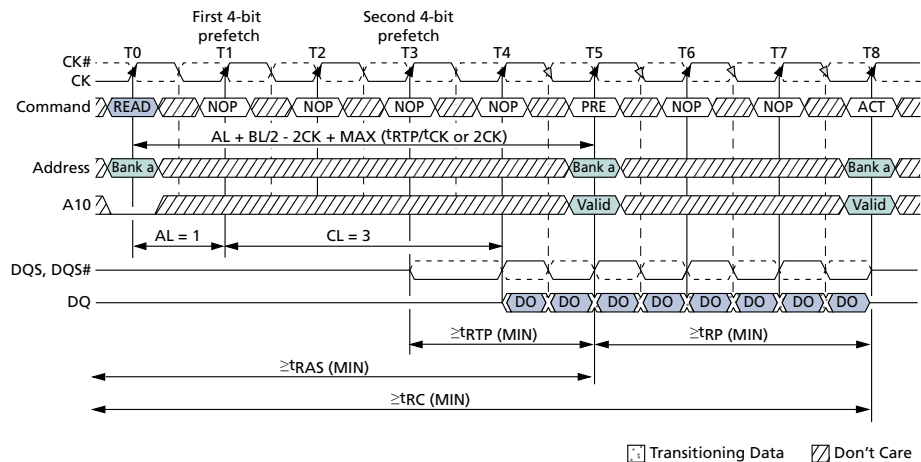 First 4-bit prefetch Second 4-bit prefetch
T0 T1 T2 T3 T4 T5 T6 T7 T8
CK#
CK
Command READ NOP NOP NOP NOP PRE NOP NOP ACT
AL + BL/2 - 2CK + MAX (tRTP/tCK or 2CK)
Address Bank a Bank a Bank a
A10 Valid Valid
AL = 1 CL = 3
DQS, DQS#
DQ DO DO DO DO DO DO DO DO
≥tRTP (MIN) ≥tRP (MIN)
≥tRAS (MIN)
≥tRC (MIN)
Transitioning Data Don't Care